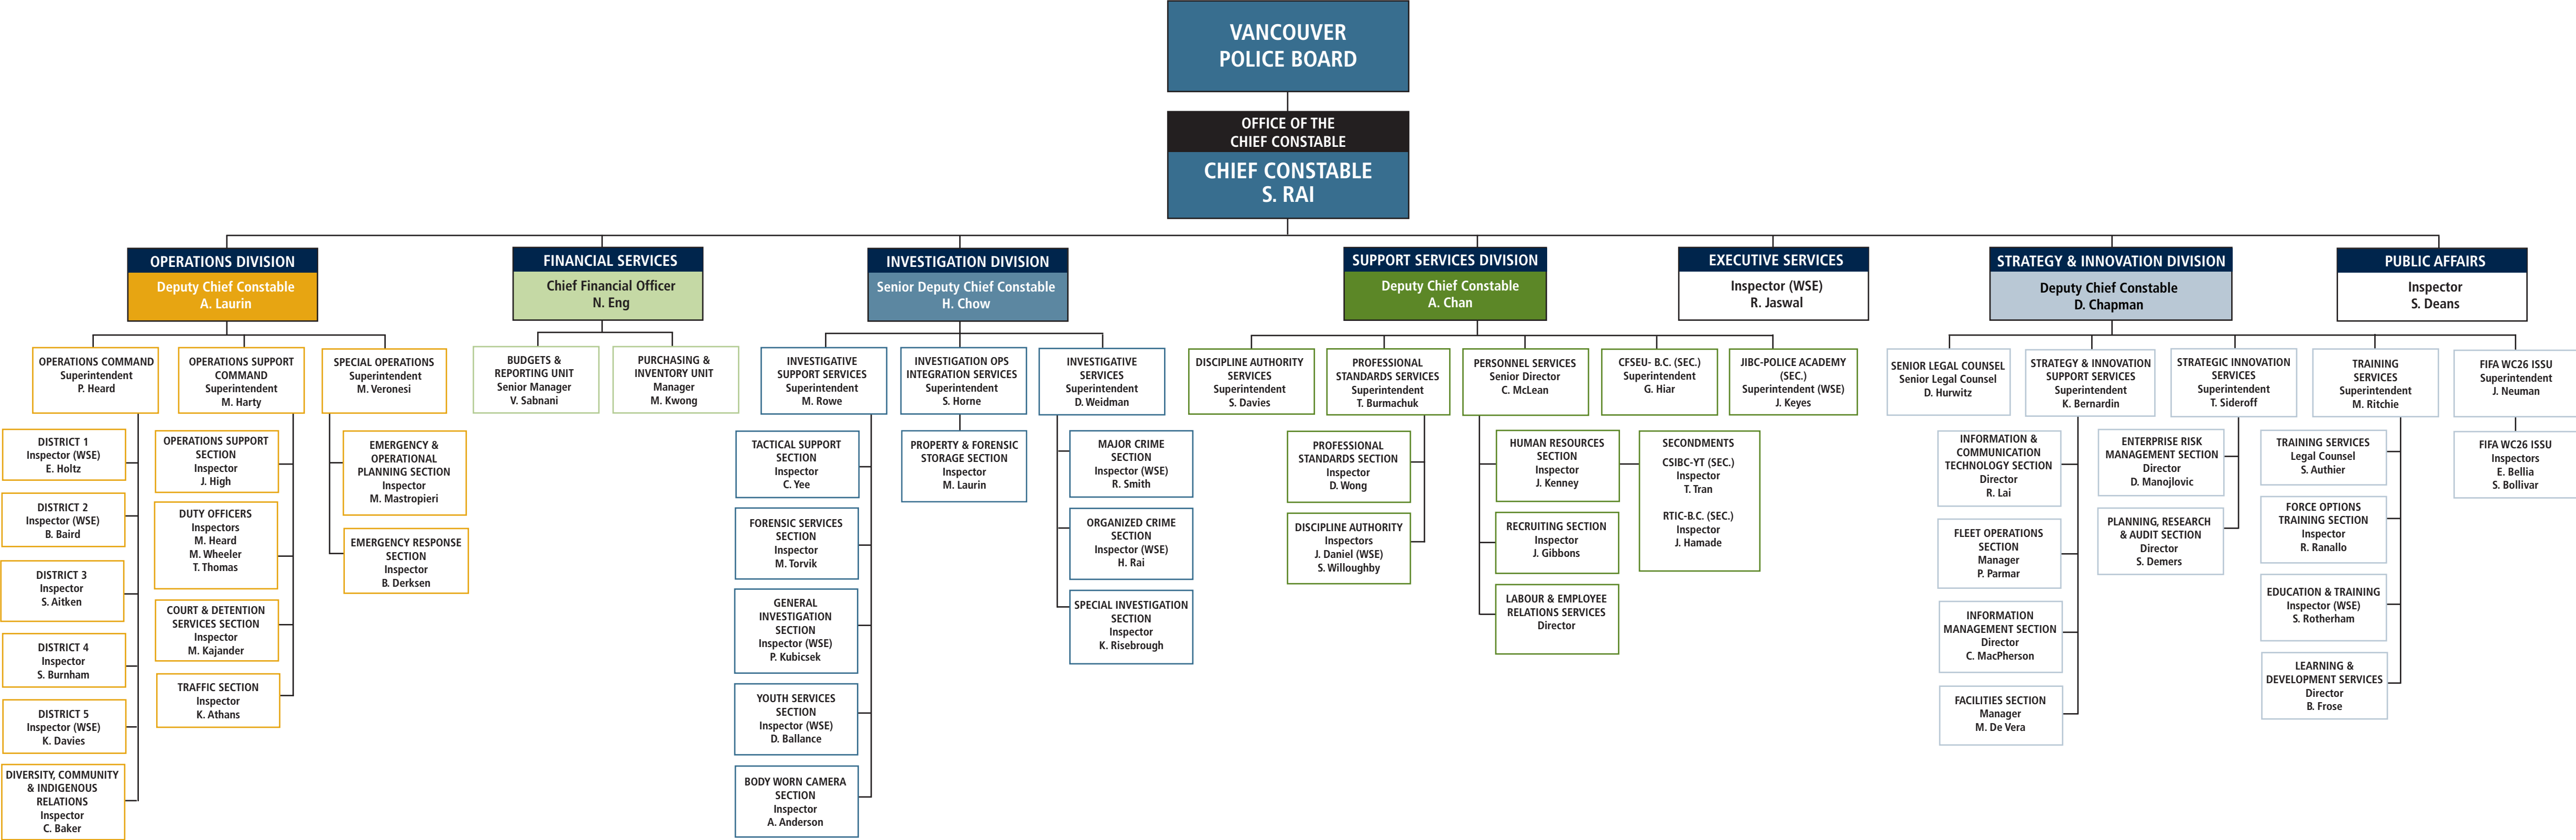 VANCOUVER
POLICE BOARD
OFFICE OF THE
CHIEF CONSTABLE
CHIEF CONSTABLE
S. RAI
OPERATIONS DIVISION
Deputy Chief Constable
A. Laurin
FINANCIAL SERVICES
Chief Financial Officer
N. Eng
INVESTIGATION DIVISION
Senior Deputy Chief Constable
H. Chow
SUPPORT SERVICES DIVISION
Deputy Chief Constable
A. Chan
EXECUTIVE SERVICES
Inspector (WSE)
R. Jaswal
STRATEGY & INNOVATION DIVISION
Deputy Chief Constable
D. Chapman
PUBLIC AFFAIRS
Inspector
S. Deans
OPERATIONS COMMAND
Superintendent
P. Heard
OPERATIONS SUPPORT
COMMAND
Superintendent
M. Harty
SPECIAL OPERATIONS
Superintendent
M. Veronesi
BUDGETS &
REPORTING UNIT
Senior Manager
V. Sabnani
PURCHASING &
INVENTORY UNIT
Manager
M. Kwong
INVESTIGATIVE
SUPPORT SERVICES
Superintendent
M. Rowe
INVESTIGATION OPS
INTEGRATION SERVICES
Superintendent
S. Horne
INVESTIGATIVE
SERVICES
Superintendent
D. Weidman
DISCIPLINE AUTHORITY
SERVICES
Superintendent
S. Davies
PROFESSIONAL
STANDARDS SERVICES
Superintendent
T. Burmachuk
PERSONNEL SERVICES
Senior Director
C. McLean
CFSEU- B.C. (SEC.)
Superintendent
G. Hiar
JIBC-POLICE ACADEMY
(SEC.)
Superintendent (WSE)
J. Keyes
SENIOR LEGAL COUNSEL
Senior Legal Counsel
D. Hurwitz
STRATEGY & INNOVATION
SUPPORT SERVICES
Superintendent
K. Bernardin
STRATEGIC INNOVATION
SERVICES
Superintendent
T. Sideroff
TRAINING
SERVICES
Superintendent
M. Ritchie
FIFA WC26 ISSU
Superintendent
J. Neuman
DISTRICT 1
Inspector (WSE)
E. Holtz
DISTRICT 2
Inspector (WSE)
B. Baird
DISTRICT 3
Inspector
S. Aitken
DISTRICT 4
Inspector
S. Burnham
DISTRICT 5
Inspector (WSE)
K. Davies
DIVERSITY, COMMUNITY
& INDIGENOUS
RELATIONS
Inspector
C. Baker
OPERATIONS SUPPORT
SECTION
Inspector
J. High
DUTY OFFICERS
Inspectors
M. Heard
M. Wheeler
T. Thomas
COURT & DETENTION
SERVICES SECTION
Inspector
M. Kajander
TRAFFIC SECTION
Inspector
K. Athans
EMERGENCY &
OPERATIONAL
PLANNING SECTION
Inspector
M. Mastropieri
EMERGENCY RESPONSE
SECTION
Inspector
B. Derksen
TACTICAL SUPPORT
SECTION
Inspector
C. Yee
FORENSIC SERVICES
SECTION
Inspector
M. Torvik
GENERAL
INVESTIGATION
SECTION
Inspector (WSE)
P. Kubicsek
YOUTH SERVICES
SECTION
Inspector (WSE)
D. Ballance
BODY WORN CAMERA
SECTION
Inspector
A. Anderson
PROPERTY & FORENSIC
STORAGE SECTION
Inspector
M. Laurin
MAJOR CRIME
SECTION
Inspector (WSE)
R. Smith
ORGANIZED CRIME
SECTION
Inspector (WSE)
H. Rai
SPECIAL INVESTIGATION
SECTION
Inspector
K. Risebrough
PROFESSIONAL
STANDARDS SECTION
Inspector
D. Wong
DISCIPLINE AUTHORITY
Inspectors
J. Daniel (WSE)
S. Willoughby
HUMAN RESOURCES
SECTION
Inspector
J. Kenney
RECRUITING SECTION
Inspector
J. Gibbons
LABOUR & EMPLOYEE
RELATIONS SERVICES
Director
SECONDMENTS
CSIBC-YT (SEC.)
Inspector
T. Tran
RTIC-B.C. (SEC.)
Inspector
J. Hamade
INFORMATION &
COMMUNICATION
TECHNOLOGY SECTION
Director
R. Lai
FLEET OPERATIONS
SECTION
Manager
P. Parmar
INFORMATION
MANAGEMENT SECTION
Director
C. MacPherson
FACILITIES SECTION
Manager
M. De Vera
ENTERPRISE RISK
MANAGEMENT SECTION
Director
D. Manojlovic
PLANNING, RESEARCH
& AUDIT SECTION
Director
S. Demers
TRAINING SERVICES
Legal Counsel
S. Authier
FORCE OPTIONS
TRAINING SECTION
Inspector
R. Ranallo
EDUCATION & TRAINING
Inspector (WSE)
S. Rotherham
LEARNING &
DEVELOPMENT SERVICES
Director
B. Frose
FIFA WC26 ISSU
Inspectors
E. Bellia
S. Bollivar